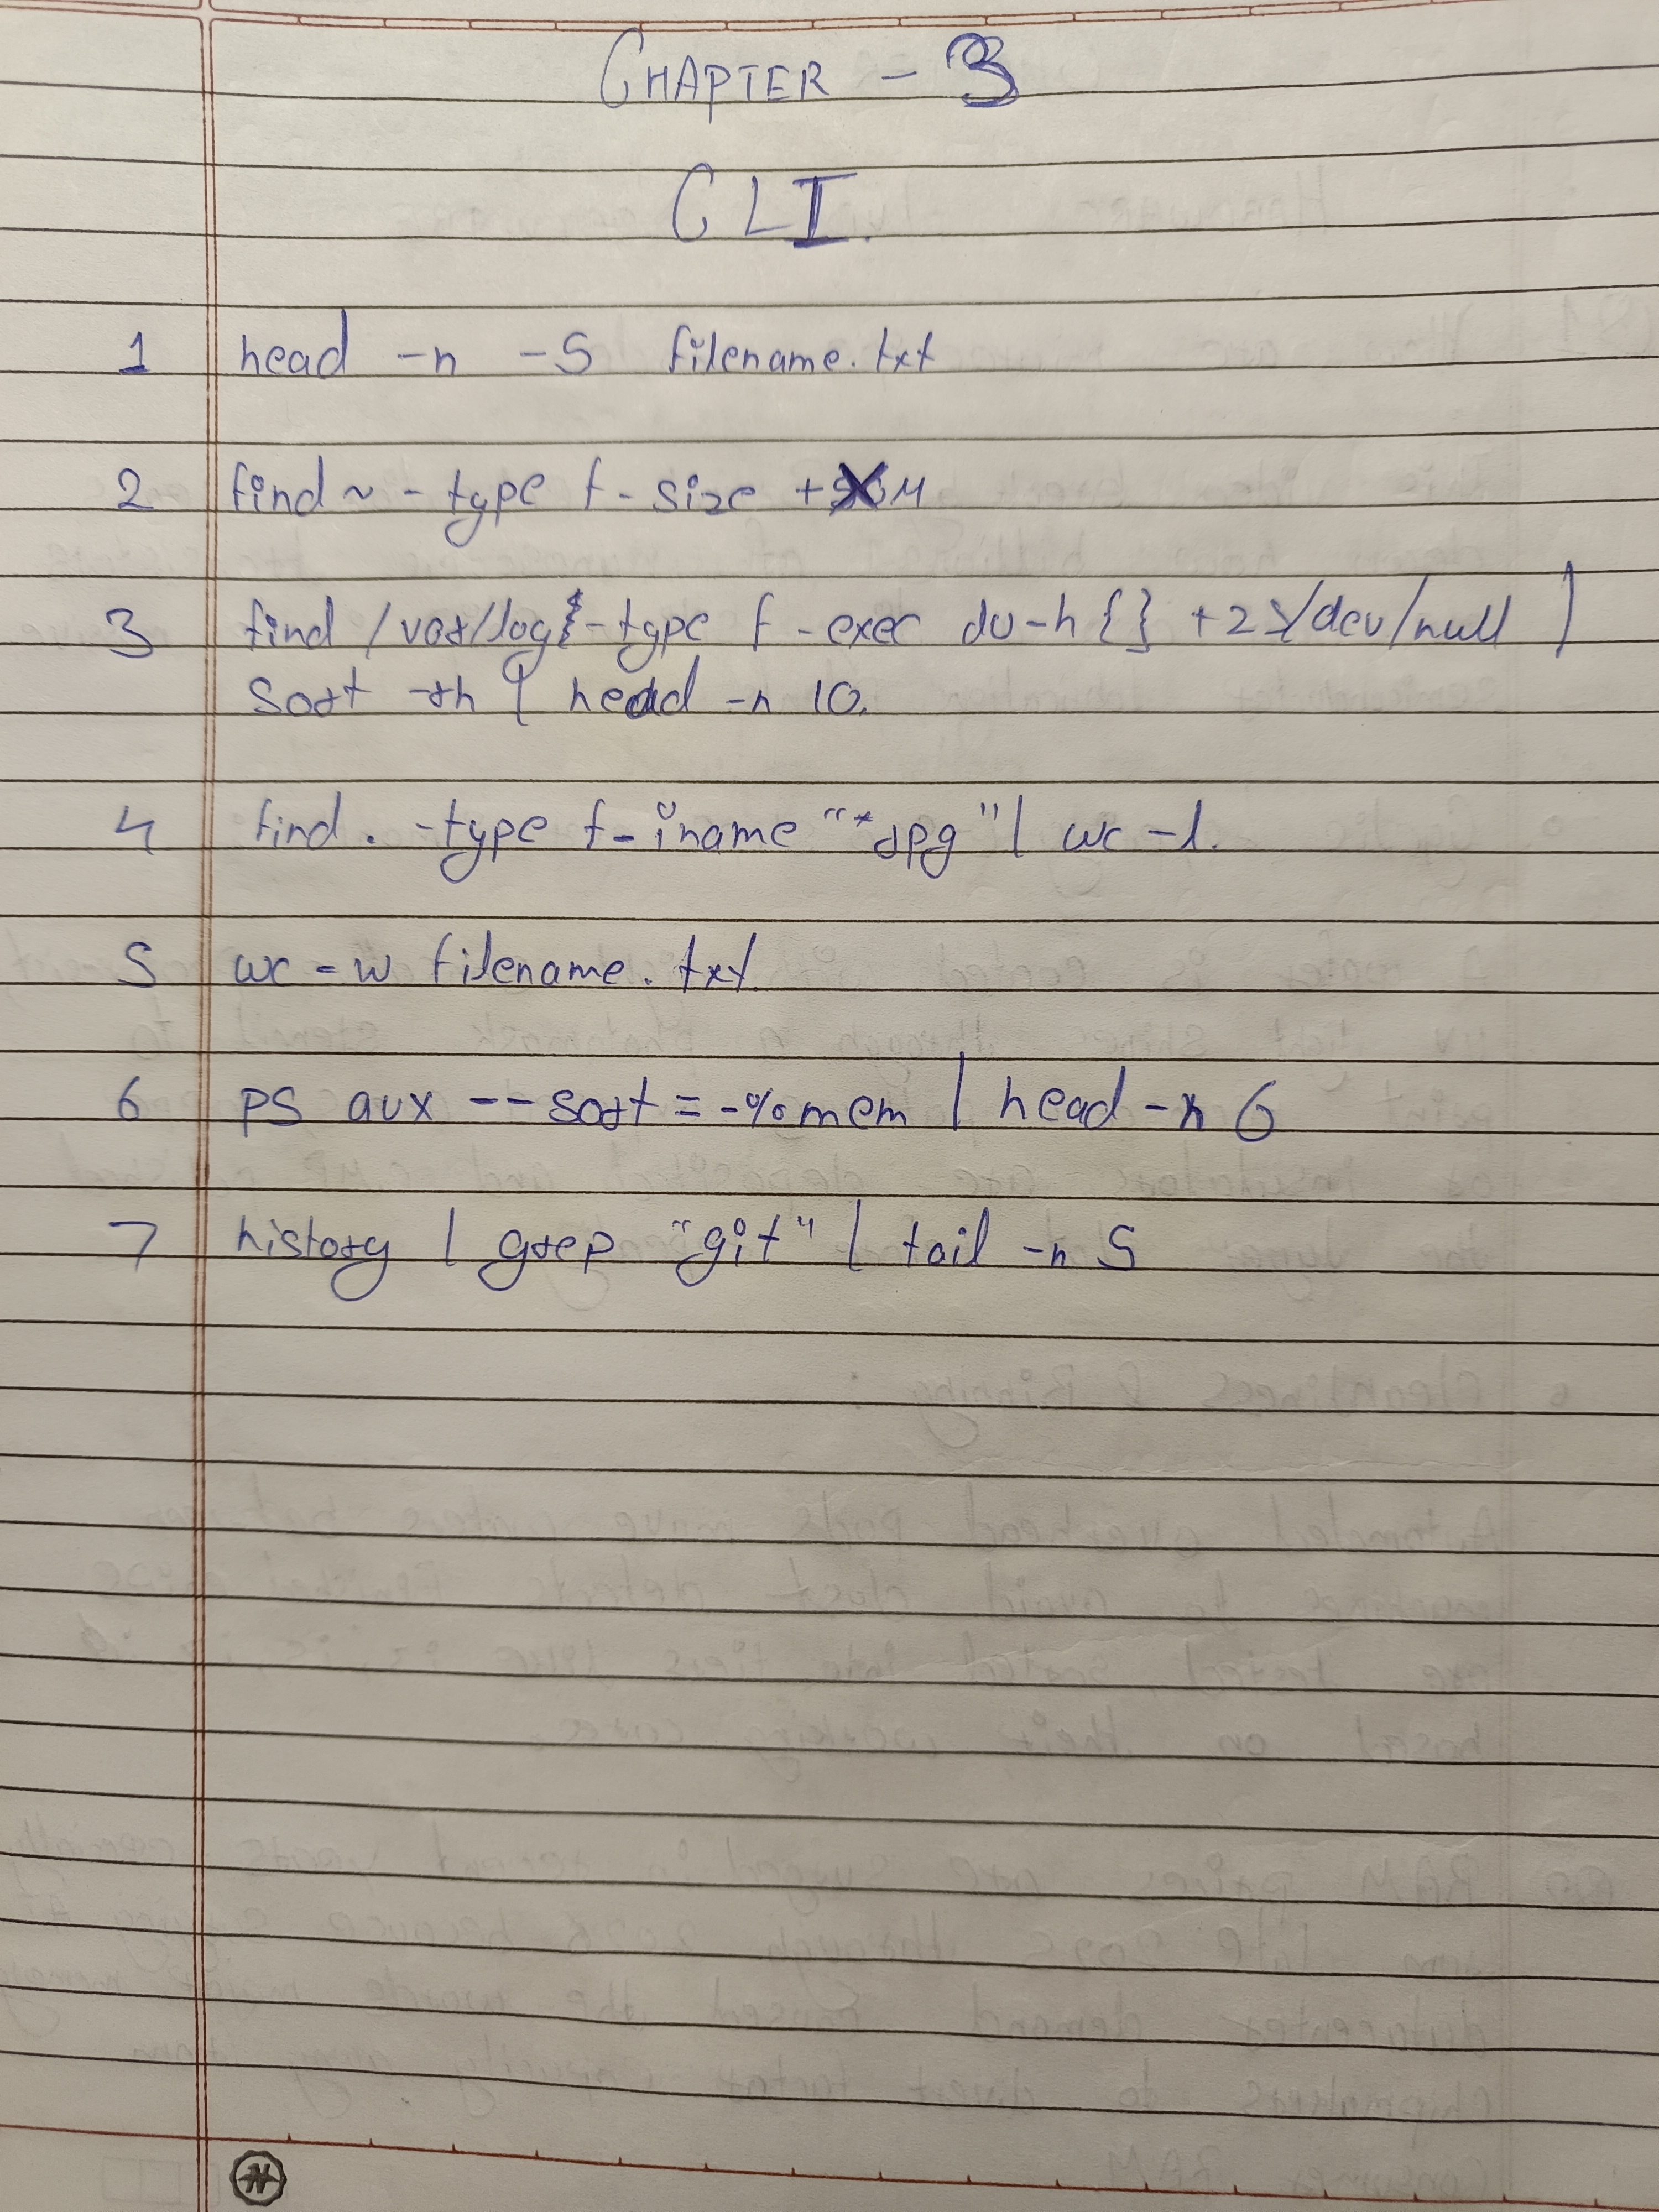 CHAPTER - 3
CLI.
1 head -n -5 filename.txt
2 find ~ -type f -size + M
3 find /var/log -type f -exec du -h {} + 2>/dev/null |
sort -rh | head -n 10.
4 find . -type f -iname "*jpg" | wc -l.
5 wc -w filename.txt
6 ps aux --sort=-%mem | head -n 6
7 history | grep "git" | tail -n 5